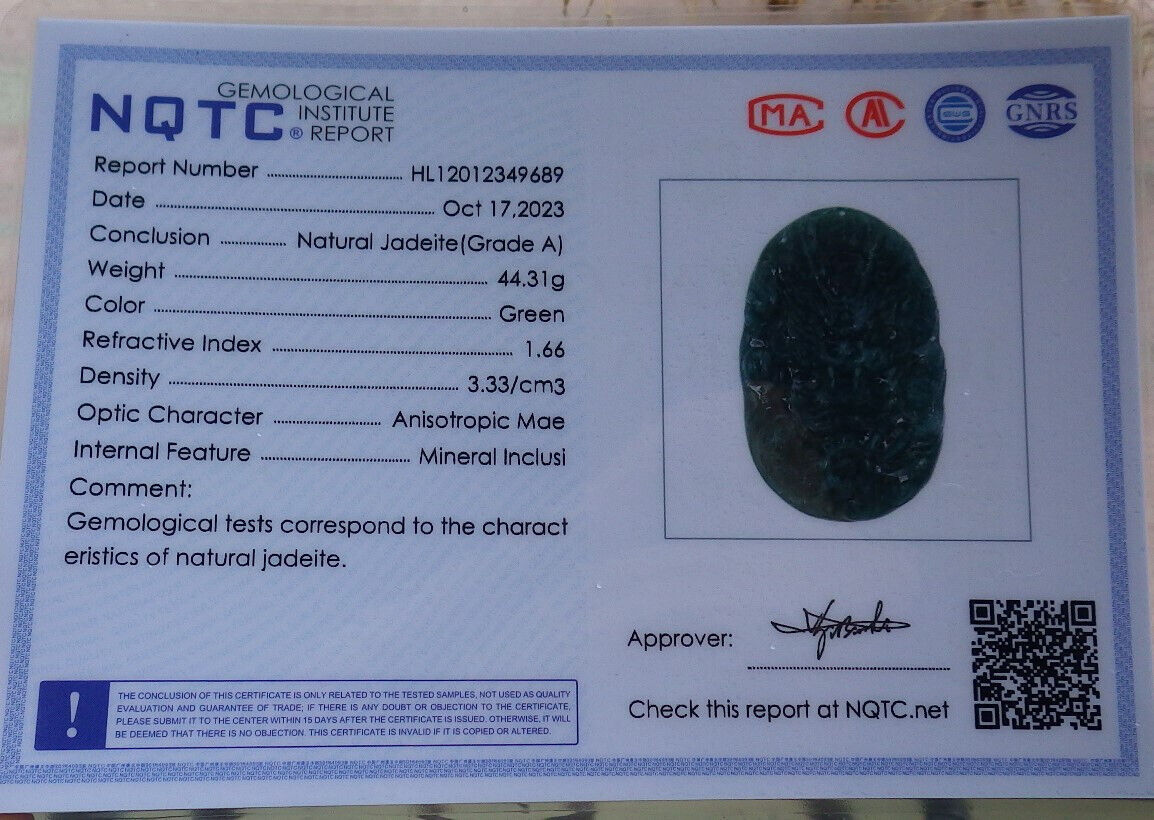 NQTC® GEMOLOGICAL INSTITUTE REPORT
MA
AL
GNRS
Report Number HL12012349689
Date Oct 17,2023
Conclusion Natural Jadeite(Grade A)
Weight 44.31g
Color Green
Refractive Index 1.66
Density 3.33/cm3
Optic Character Anisotropic Mae
Internal Feature Mineral Inclusi
Comment:
Gemological tests correspond to the charact
eristics of natural jadeite.
Approver:
Check this report at NQTC.net
! THE CONCLUSION OF THIS CERTIFICATE IS ONLY RELATED TO THE TESTED SAMPLES, NOT USED AS QUALITY
EVALUATION AND GUARANTEE OF TRADE; IF THERE IS ANY DOUBT OR OBJECTION TO THE CERTIFICATE,
PLEASE SUBMIT IT TO THE CENTER WITHIN 15 DAYS AFTER THE CERTIFICATE IS ISSUED. OTHERWISE, IT WILL
BE DEEMED THAT THERE IS NO OBJECTION. THIS CERTIFICATE IS INVALID IF IT IS COPIED OR ALTERED.